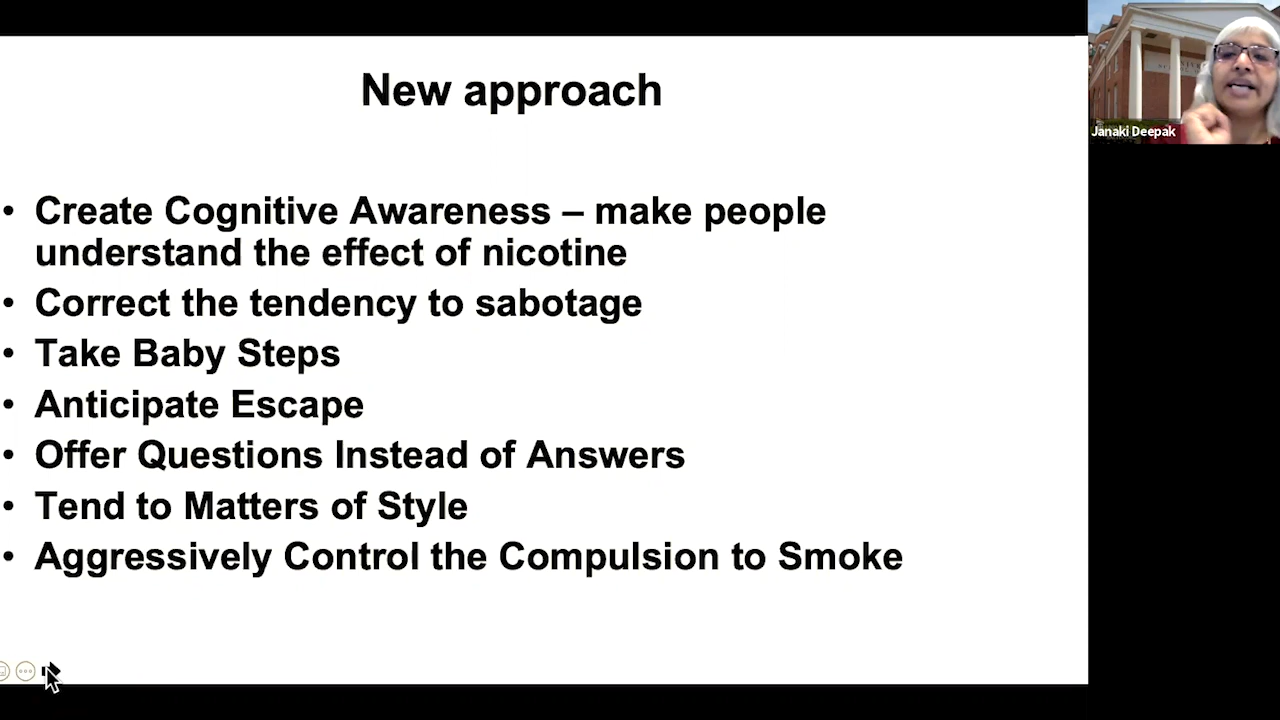 New approach
Janaki Deepak
• Create Cognitive Awareness – make people
understand the effect of nicotine
• Correct the tendency to sabotage
• Take Baby Steps
• Anticipate Escape
• Offer Questions Instead of Answers
• Tend to Matters of Style
• Aggressively Control the Compulsion to Smoke